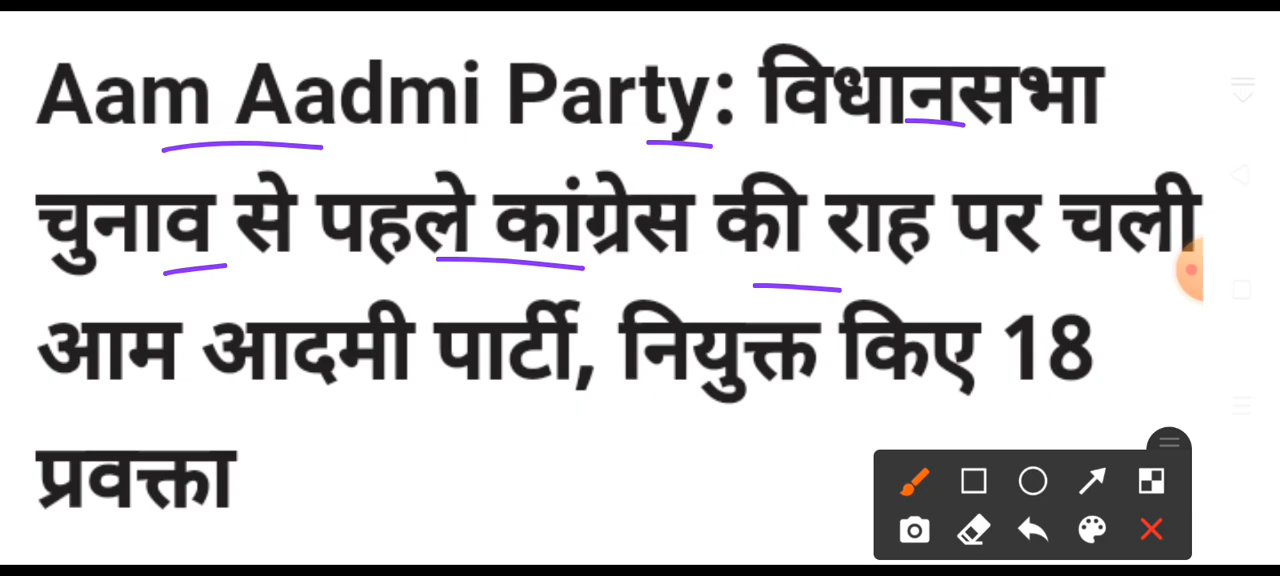 Aam Aadmi Party: विधानसभा
चुनाव से पहले कांग्रेस की राह पर चली
आम आदमी पार्टी, नियुक्त किए 18
प्रवक्ता